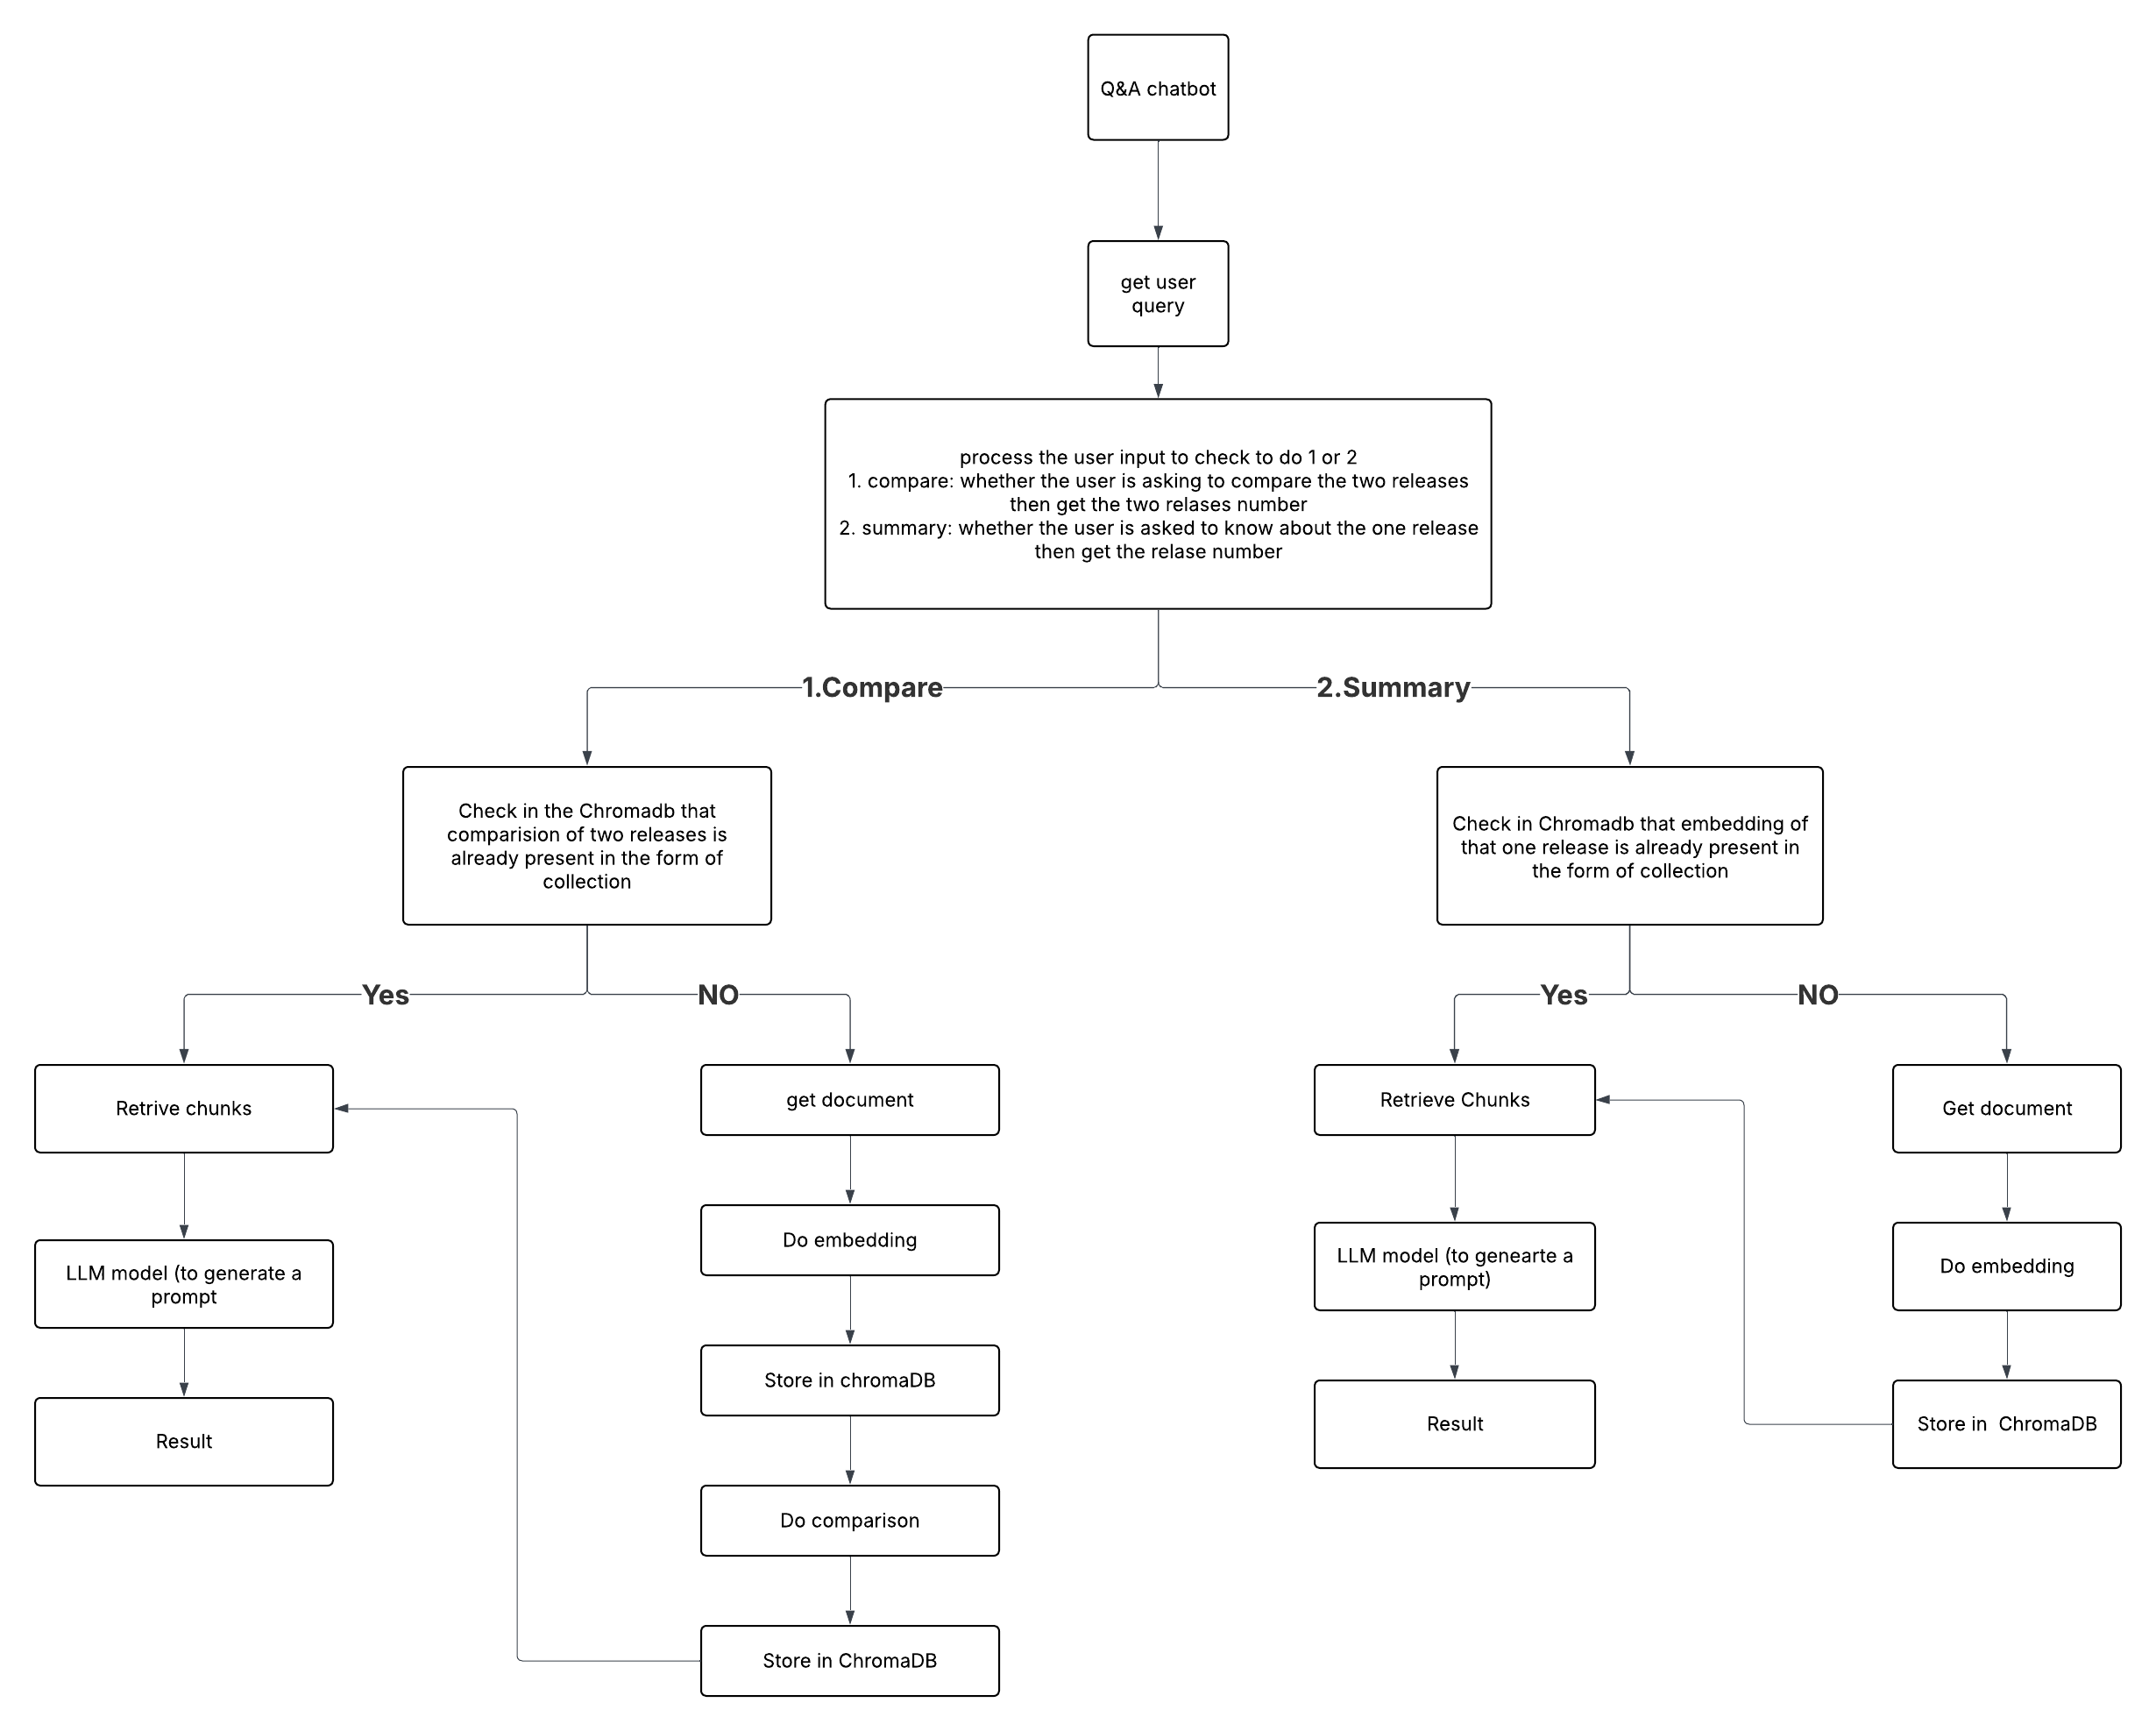 Q&A chatbot
get user
query
process the user input to check to do 1 or 2
1. compare: whether the user is asking to compare the two releases
then get the two relases number
2. summary: whether the user is asked to know about the one release
then get the relase number
1.Compare
2.Summary
Check in the Chromadb that
comparision of two releases is
already present in the form of
collection
Check in Chromadb that embedding of
that one release is already present in
the form of collection
Yes
NO
Yes
NO
Retrive chunks
get document
Retrieve Chunks
Get document
Do embedding
LLM model (to generate a
prompt
LLM model (to genearte a
prompt)
Do embedding
Store in chromaDB
Result
Result
Store in  ChromaDB
Do comparison
Store in ChromaDB